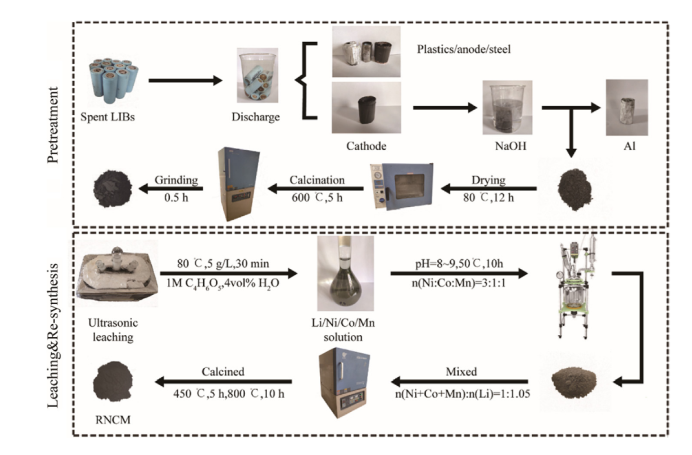 Pretreatment
Plastics/anode/steel
Spent LIBs
Discharge
Cathode
NaOH
Al
Grinding
0.5 h
Calcination
600 ℃,5 h
Drying
80 ℃,12 h
Leaching&Re-synthesis
80 ℃,5 g/L,30 min
1M C₄H₆O₅,4vol% H₂O
pH=8~9,50℃,10h
n(Ni:Co:Mn)=3:1:1
Ultrasonic
leaching
Li/Ni/Co/Mn
solution
Calcined
450 ℃,5 h,800 ℃,10 h
Mixed
n(Ni+Co+Mn):n(Li)=1:1.05
RNCM